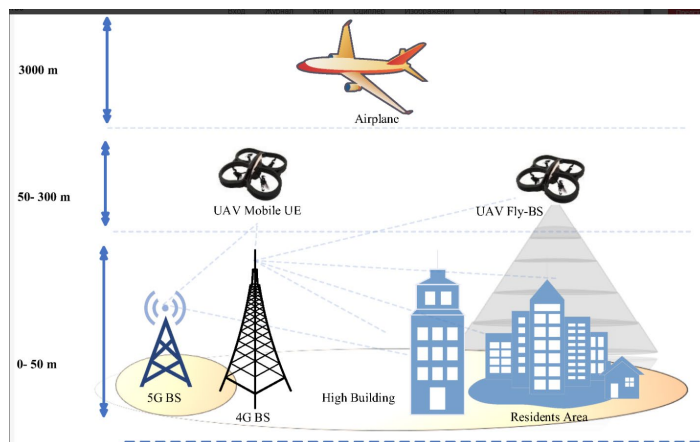 3000 m
Airplane
50- 300 m
UAV Mobile UE
UAV Fly-BS
0- 50 m
5G BS
4G BS
High Building
Residents Area